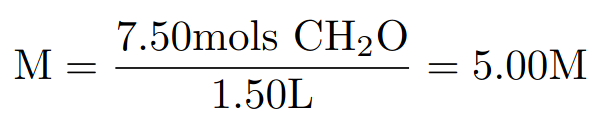 M = 7.50mols CH₂O / 1.50L = 5.00M